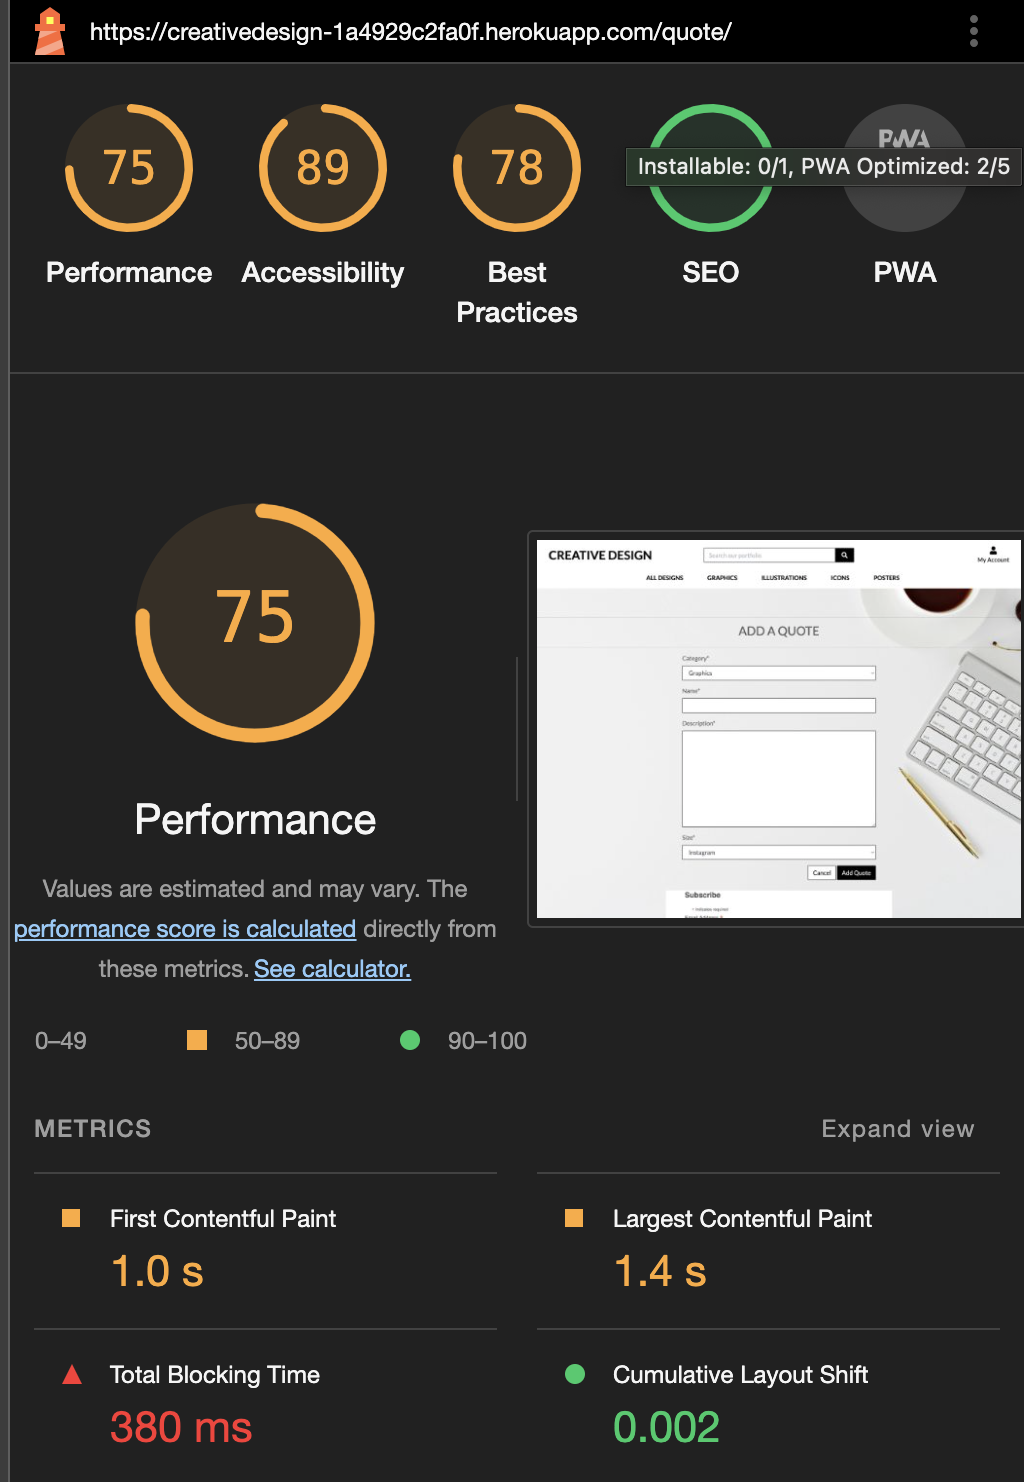 https://creativedesign-1a4929c2fa0f.herokuapp.com/quote/
75
89
78
PWA
Installable: 0/1, PWA Optimized: 2/5
Performance
Accessibility
Best
Practices
SEO
PWA
75
Performance
Values are estimated and may vary. The
performance score is calculated directly from
these metrics. See calculator.
CREATIVE DESIGN
Search our portfolio
My Account
ALL DESIGNS GRAPHICS ILLUSTRATIONS ICONS POSTERS
ADD A QUOTE
Category*
Graphics
Name*
Description*
Size*
Instagram
Cancel Add Quote
Subscribe
* indicates required
0–49 50–89 90–100
METRICS Expand view
First Contentful Paint
1.0 s
Largest Contentful Paint
1.4 s
Total Blocking Time
380 ms
Cumulative Layout Shift
0.002